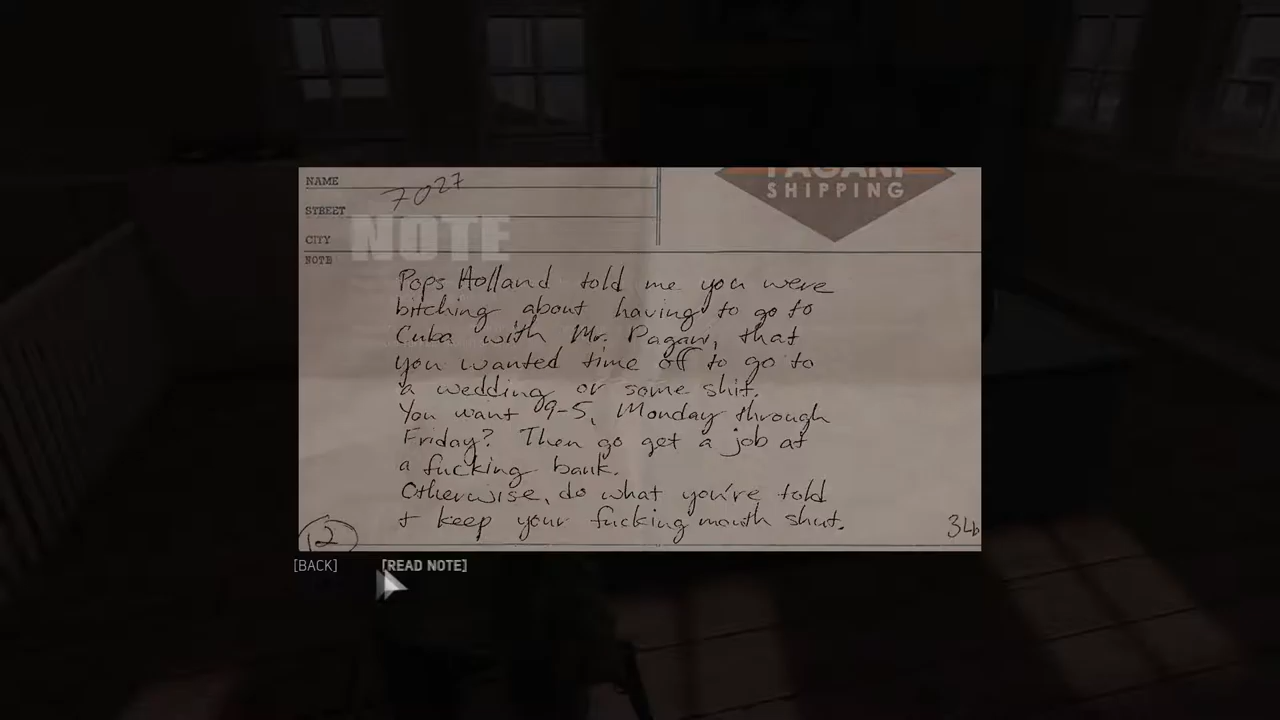 NAME
7027
PAGANI
SHIPPING
STREET
NOTE
CITY
NOTE
Pops Holland told me you were
bitching about having to go to
Cuba with Mr. Pagani, that
you wanted time off to go to
a wedding or some shit.
You want 9-5, Monday through
Friday? Then go get a job at
a fucking bank.
Otherwise, do what you're told
+ keep your fucking mouth shut.
12
34b
[BACK]
[READ NOTE]